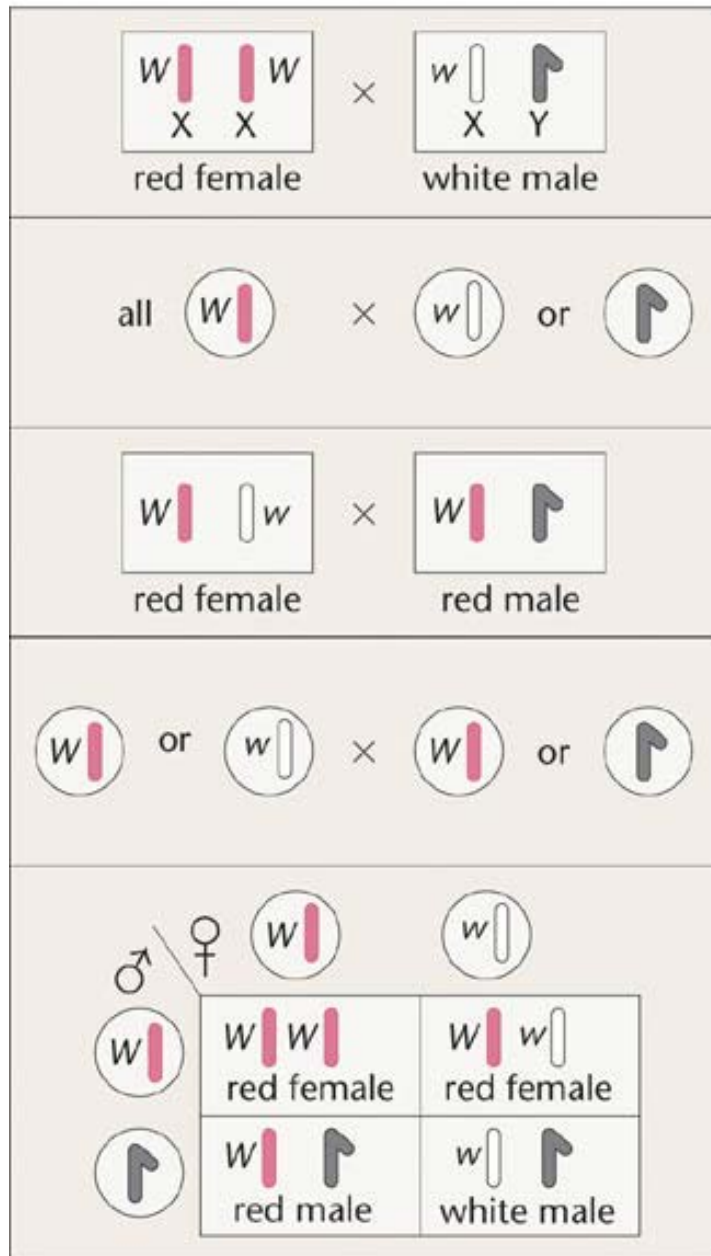 W W × w
X X X Y
red female white male
all W × w or
W w × W
red female red male
W or w × W or
♂ ♀ W w
W W W W w
red female red female
W w
red male white male